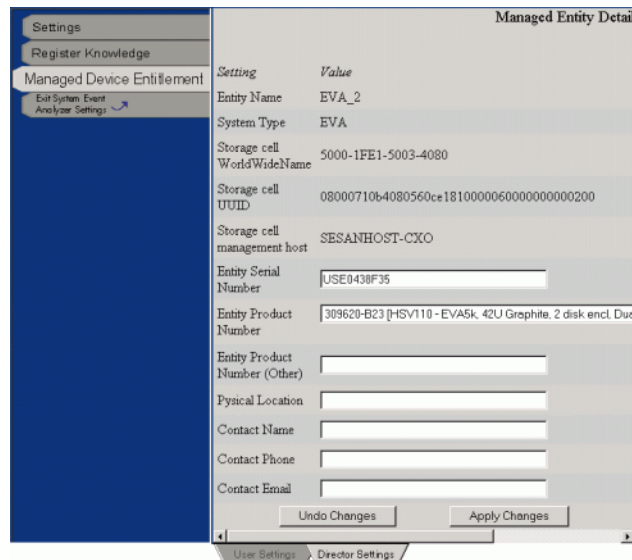 Settings
Register Knowledge
Managed Device Entitlement
Exit System Event
Analyzer Settings
Managed Entity Detail
Setting Value
Entity Name EVA_2
System Type EVA
Storage cell
WorldWideName 5000-1FE1-5003-4080
Storage cell
UUID 08000710b4080560ce1810000060000000000200
Storage cell
management host SESANHOST-CXO
Entity Serial
Number USE0438F35
Entity Product
Number 309620-B23 [HSV110 - EVA5k, 42U Graphite, 2 disk encl, Dua
Entity Product
Number (Other)
Pysical Location
Contact Name
Contact Phone
Contact Email
Undo Changes Apply Changes
User Settings Director Settings